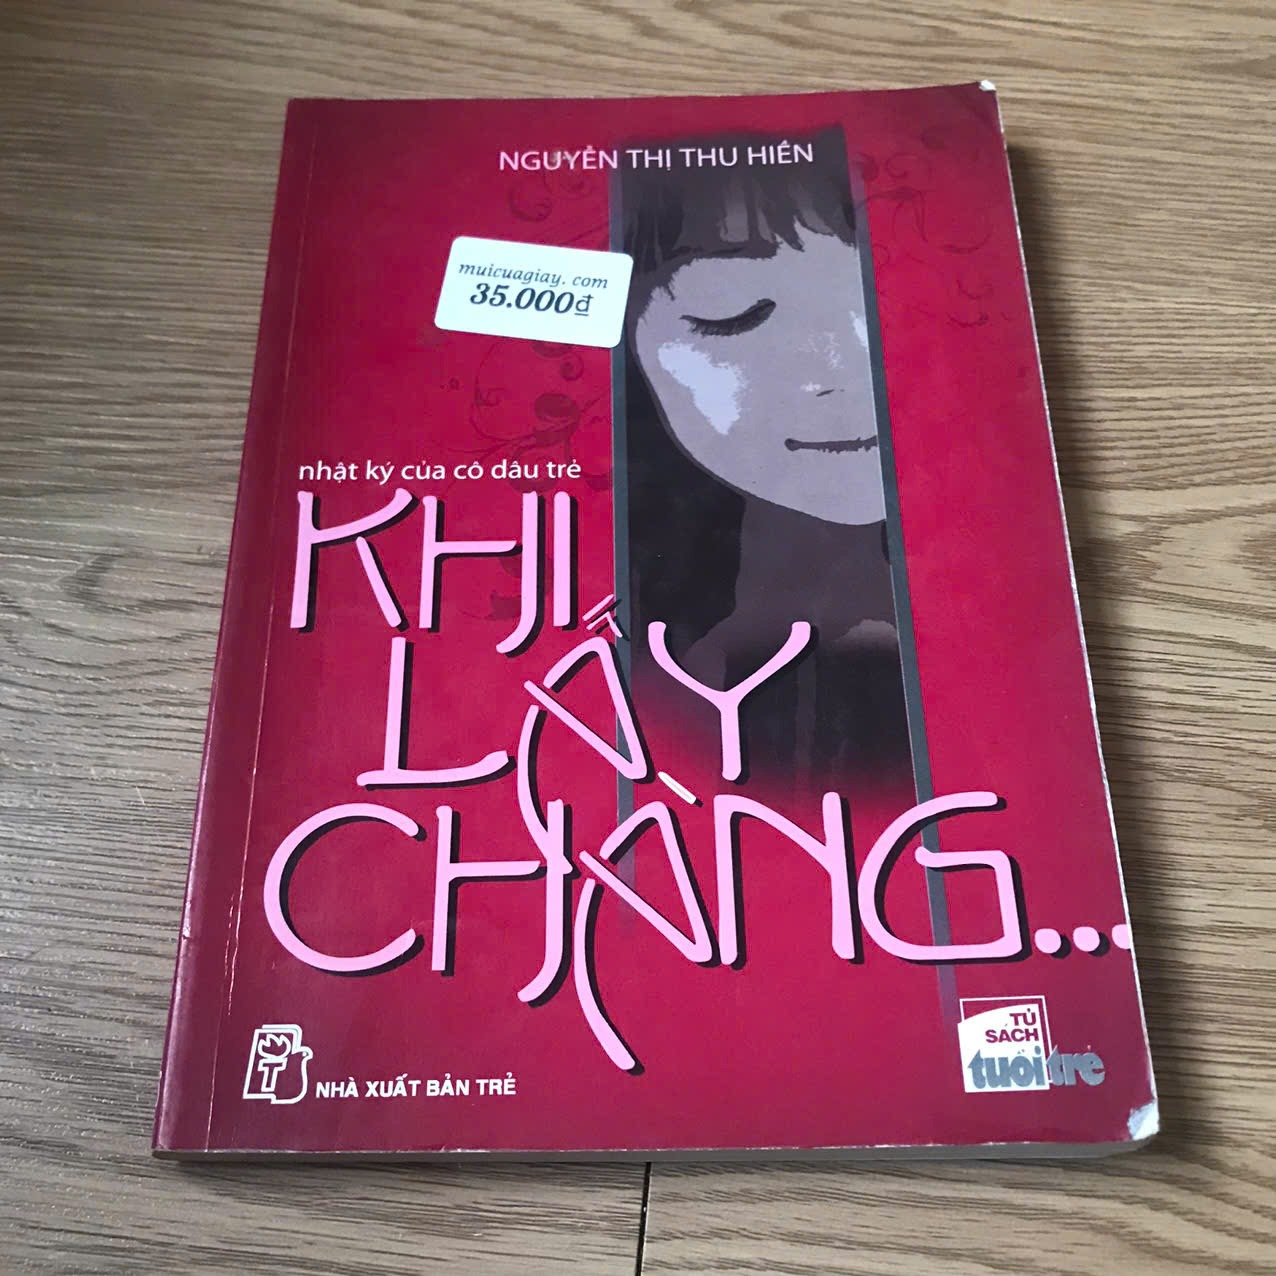 NGUYỄN THỊ THU HIỀN
muicuagiay.com
35.000đ
nhật ký của cô dâu trẻ
KHI
LẤY
CHÀNG...
T
NHÀ XUẤT BẢN TRẺ
TỦ
SÁCH
tuổi trẻ